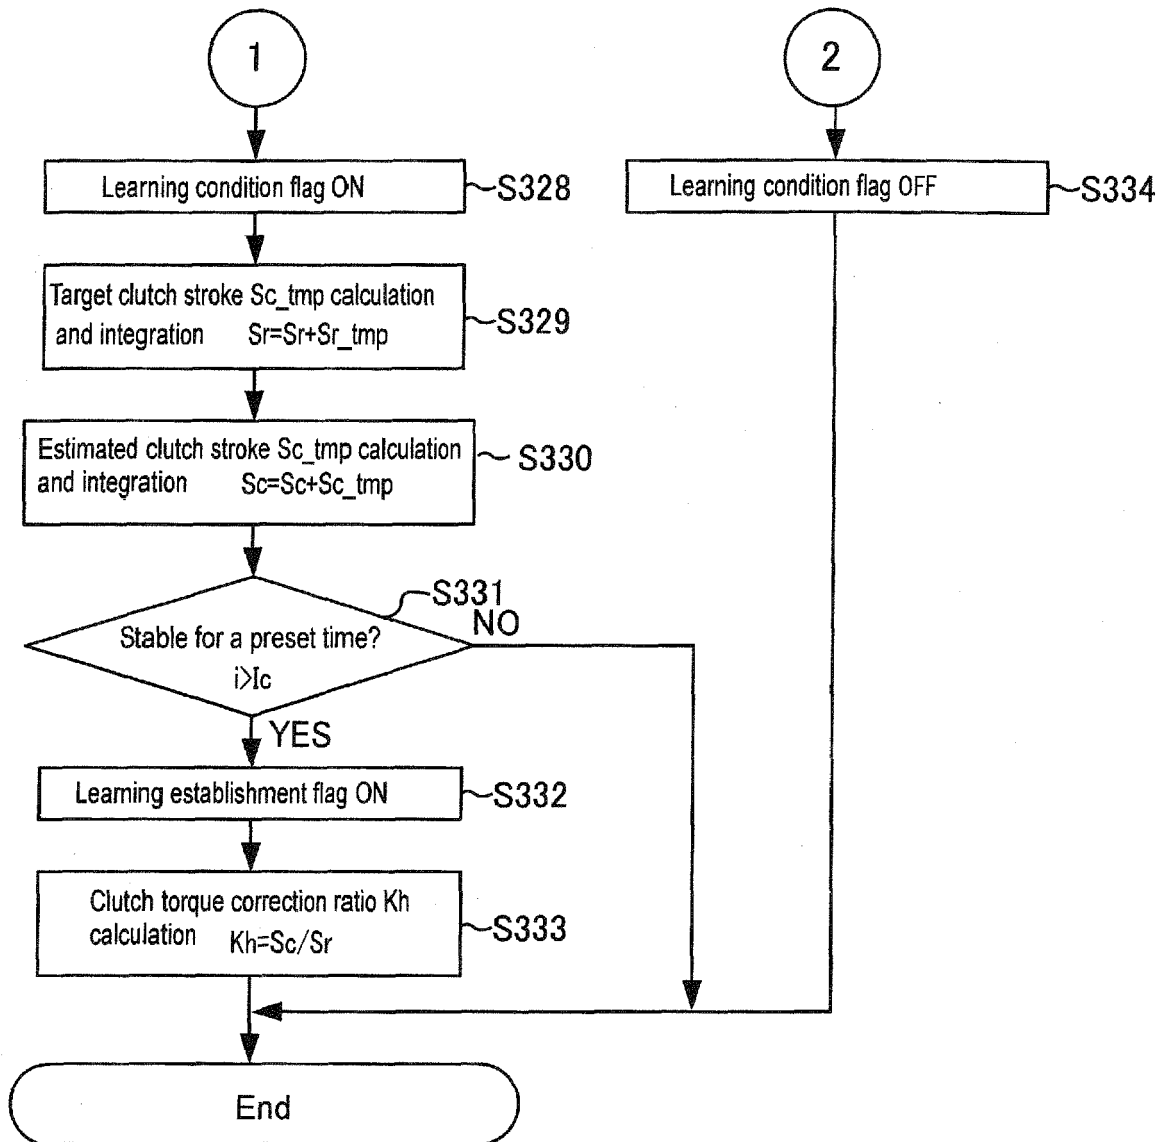 1
2
Learning condition flag ON
S328
Learning condition flag OFF
S334
Target clutch stroke Sc_tmp calculation
and integration Sr=Sr+Sr_tmp
S329
Estimated clutch stroke Sc_tmp calculation
and integration Sc=Sc+Sc_tmp
S330
S331
NO
Stable for a preset time?
i>Ic
YES
Learning establishment flag ON
S332
Clutch torque correction ratio Kh
calculation Kh=Sc/Sr
S333
End